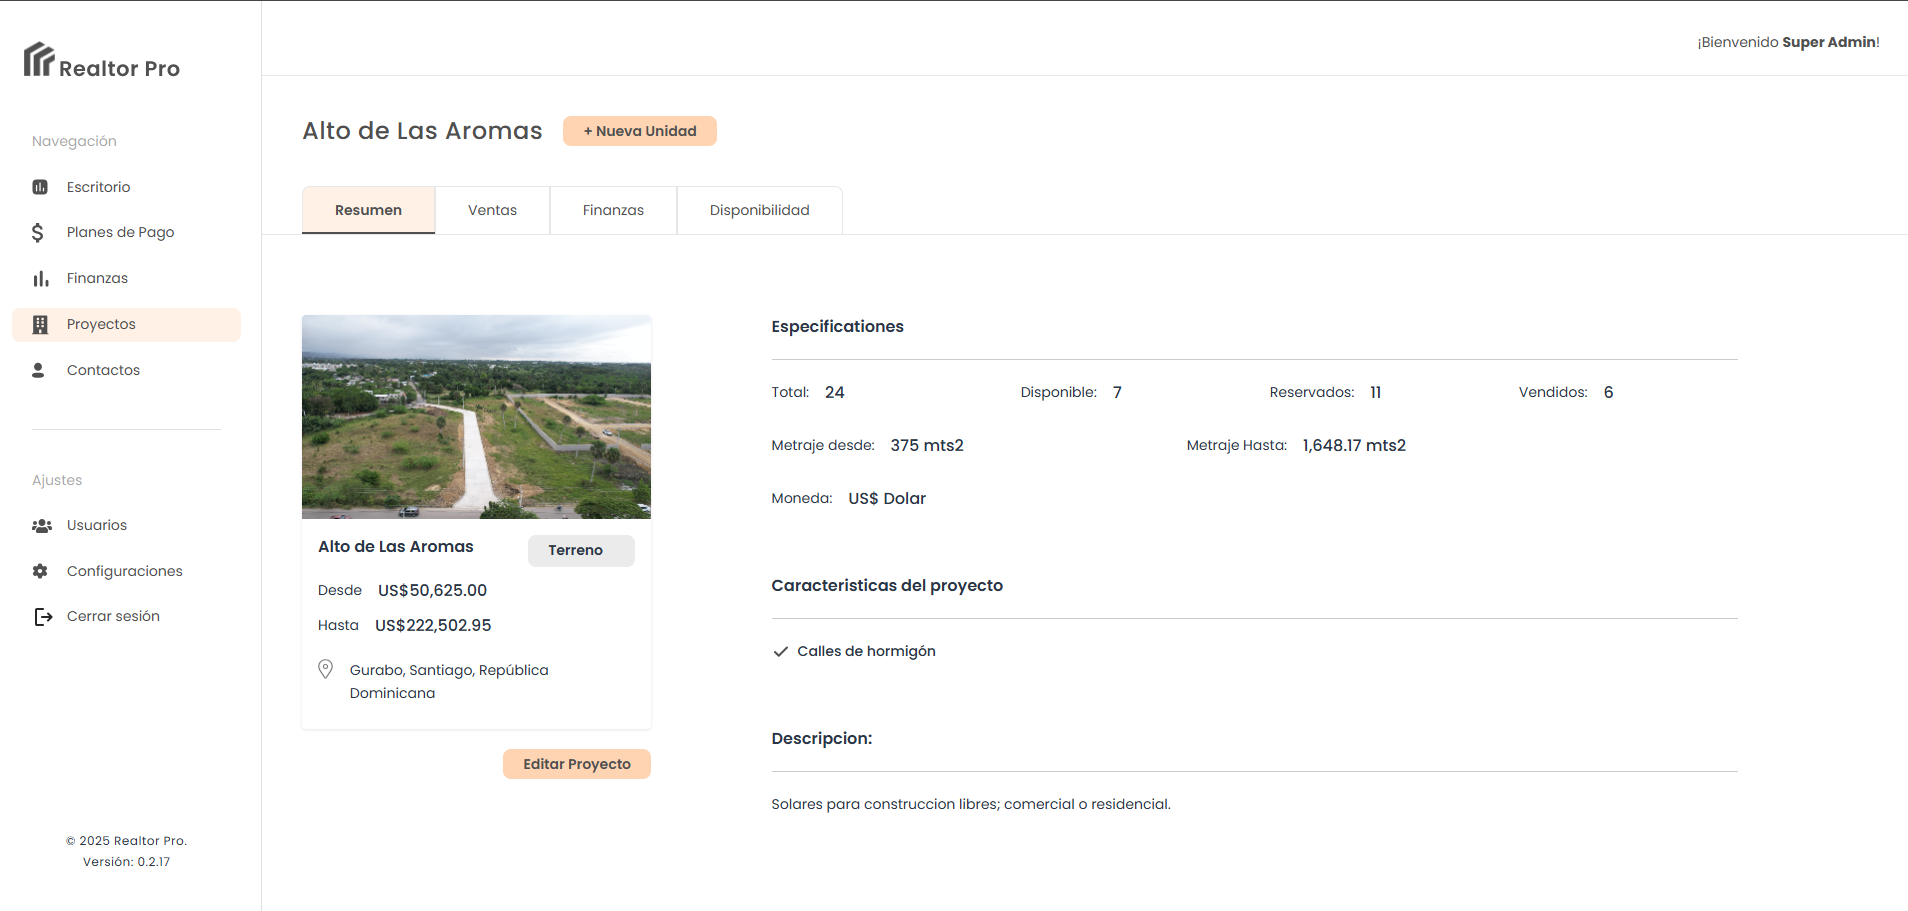 Realtor Pro
¡Bienvenido Super Admin!
Navegación
Escritorio
Planes de Pago
Finanzas
Proyectos
Contactos
Ajustes
Usuarios
Configuraciones
Cerrar sesión
© 2025 Realtor Pro.
Versión: 0.2.17
Alto de Las Aromas
+ Nueva Unidad
Resumen
Ventas
Finanzas
Disponibilidad
Alto de Las Aromas
Terreno
Desde US$50,625.00
Hasta US$222,502.95
Gurabo, Santiago, República
Dominicana
Editar Proyecto
Especificationes
Total: 24 Disponible: 7 Reservados: 11 Vendidos: 6
Metraje desde: 375 mts2 Metraje Hasta: 1,648.17 mts2
Moneda: US$ Dolar
Caracteristicas del proyecto
Calles de hormigón
Descripcion:
Solares para construccion libres; comercial o residencial.